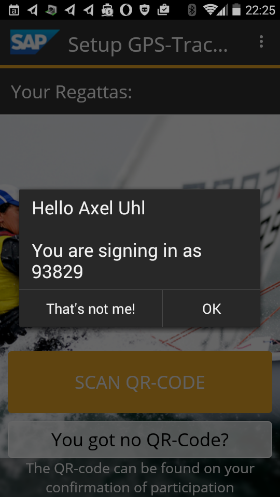 22:25
SAP Setup GPS-Trac...
Your Regattas:
Hello Axel Uhl
You are signing in as
93829
That's not me!
OK
SCAN QR-CODE
You got no QR-Code?
The QR-code can be found on your
confirmation of participation